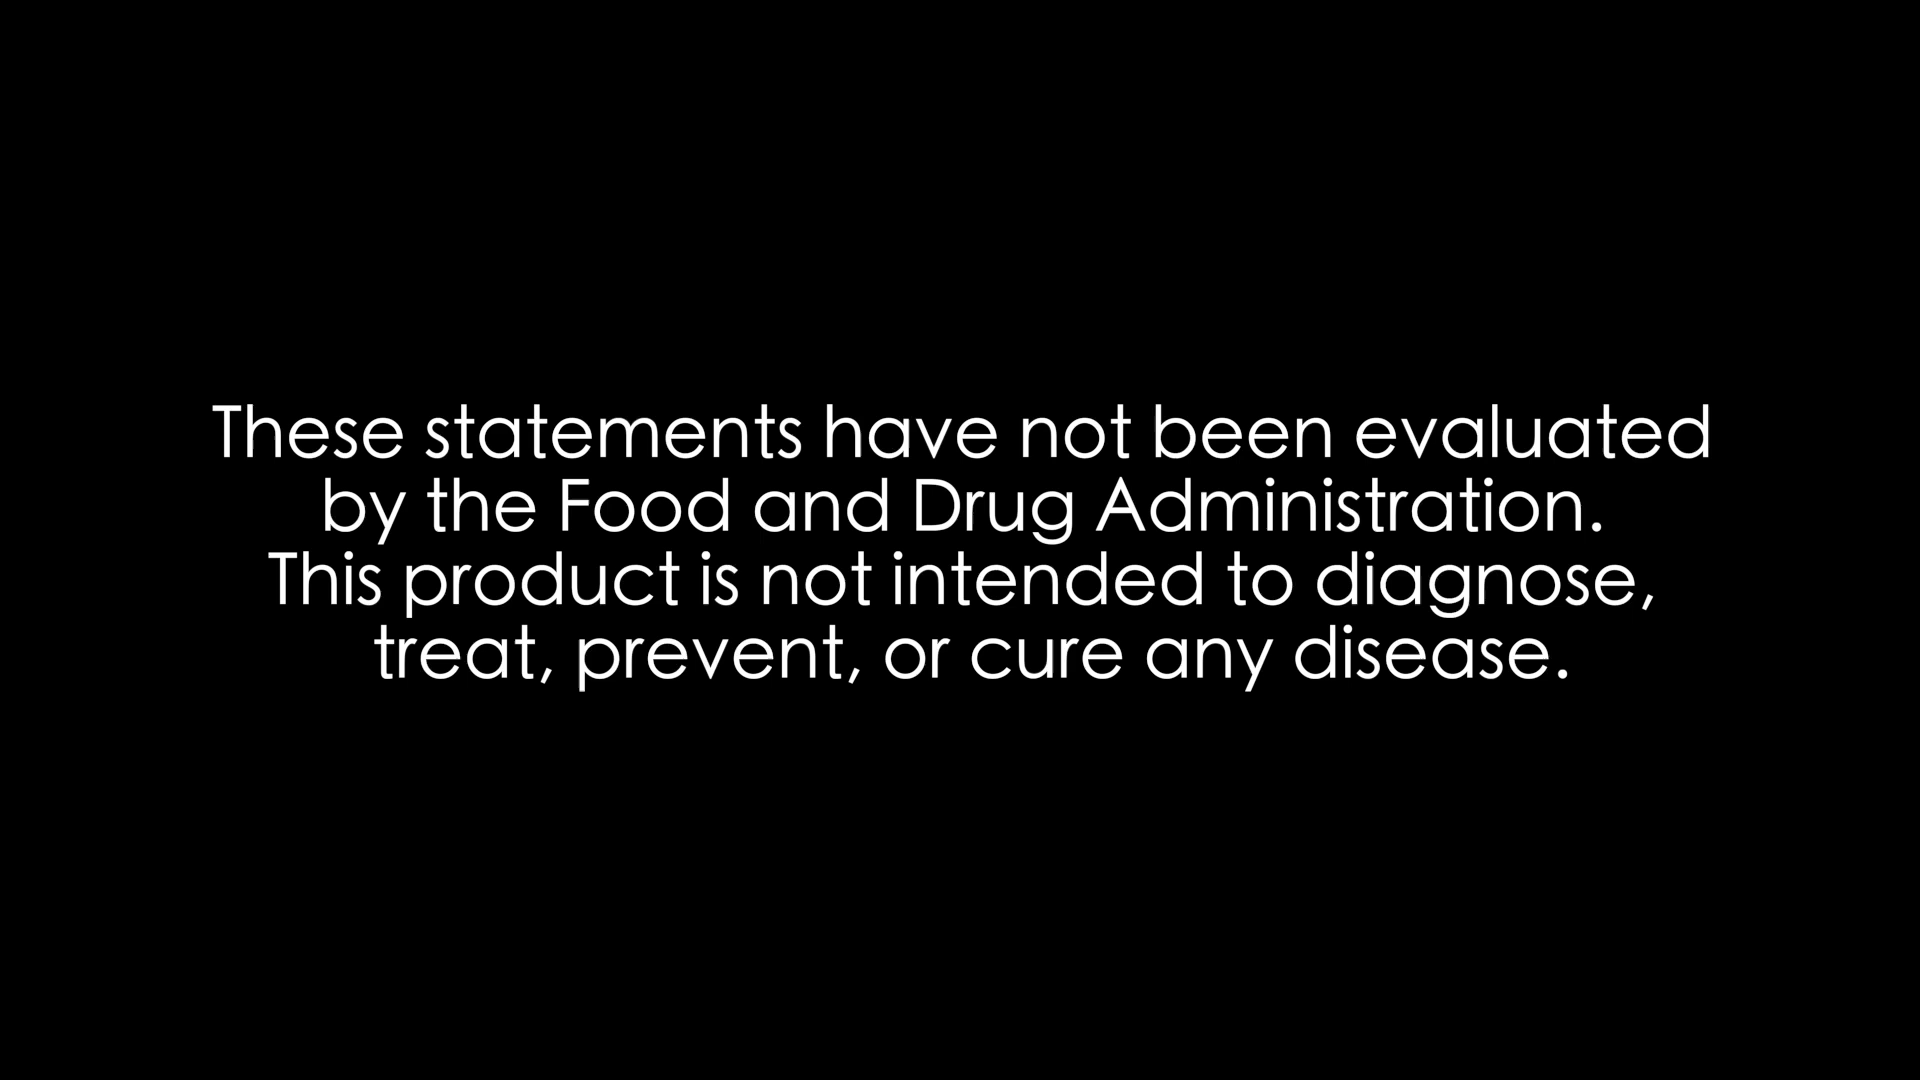 These statements have not been evaluated
by the Food and Drug Administration.
This product is not intended to diagnose,
treat, prevent, or cure any disease.